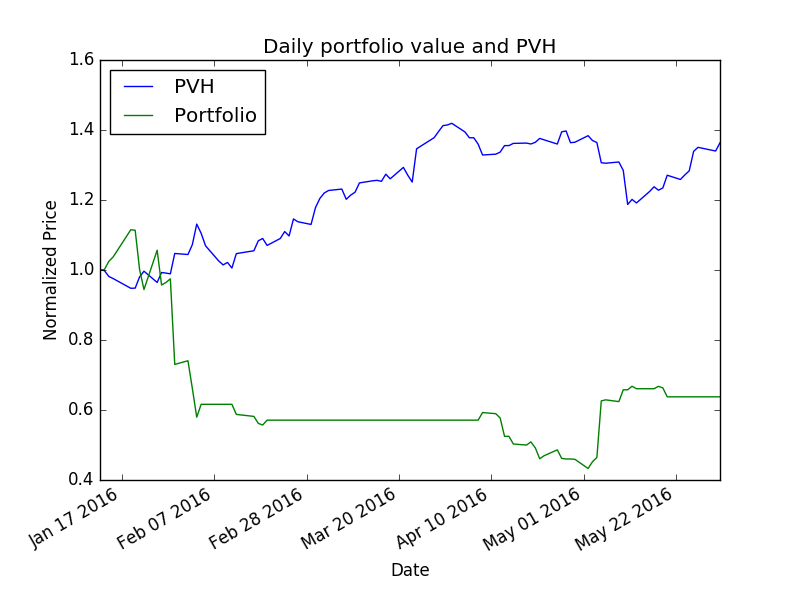 Daily portfolio value and PVH
PVH
Portfolio
Normalized Price
1.6
1.4
1.2
1.0
0.8
0.6
0.4
Jan 17 2016
Feb 07 2016
Feb 28 2016
Mar 20 2016
Apr 10 2016
May 01 2016
May 22 2016
Date